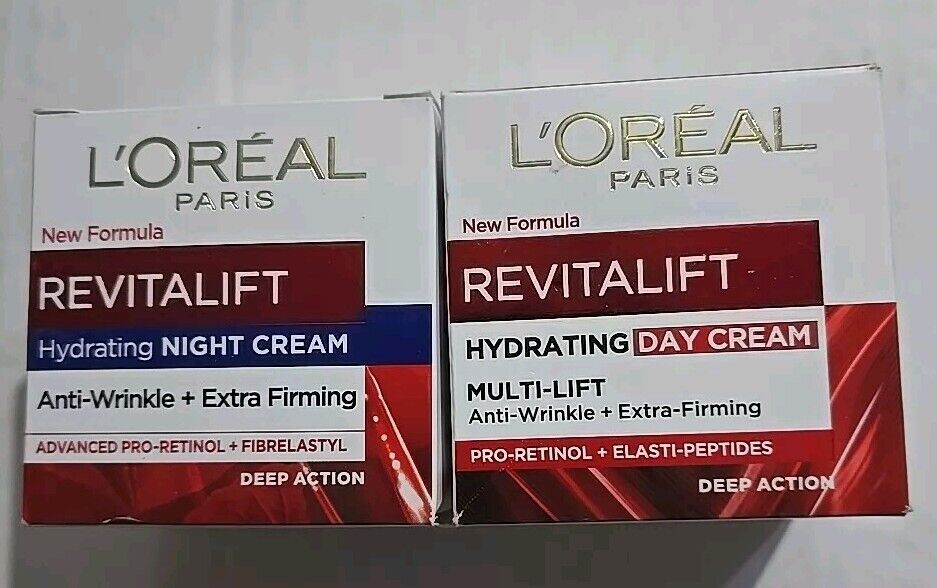 L'ORÉAL
PARIS
New Formula
REVITALIFT
Hydrating NIGHT CREAM
Anti-Wrinkle + Extra Firming
ADVANCED PRO-RETINOL + FIBRELASTYL
DEEP ACTION
L'ORÉAL
PARIS
New Formula
REVITALIFT
HYDRATING DAY CREAM
MULTI-LIFT
Anti-Wrinkle + Extra-Firming
PRO-RETINOL + ELASTI-PEPTIDES
DEEP ACTION